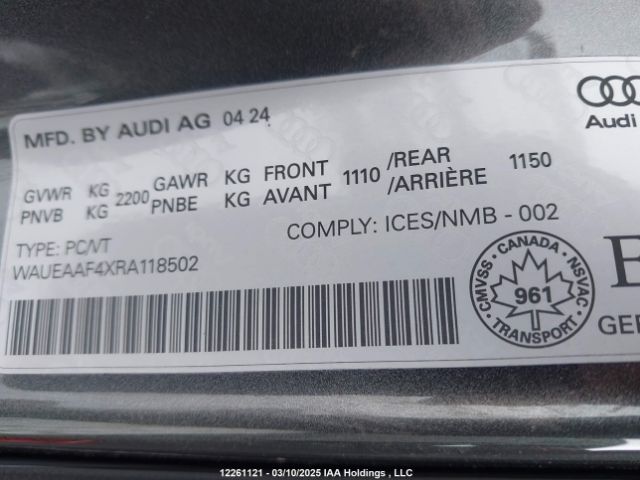 MFD. BY AUDI AG 04 24
Audi
GVWR KG 2200 GAWR KG FRONT 1110 /REAR 1150
PNVB KG PNBE KG AVANT /ARRIÈRE
COMPLY: ICES/NMB - 002
TYPE: PC/VT
WAUEAAF4XRA118502
CMVSS - CANADA - NSVAC
961
TRANSPORT
12261121 - 03/10/2025 IAA Holdings , LLC